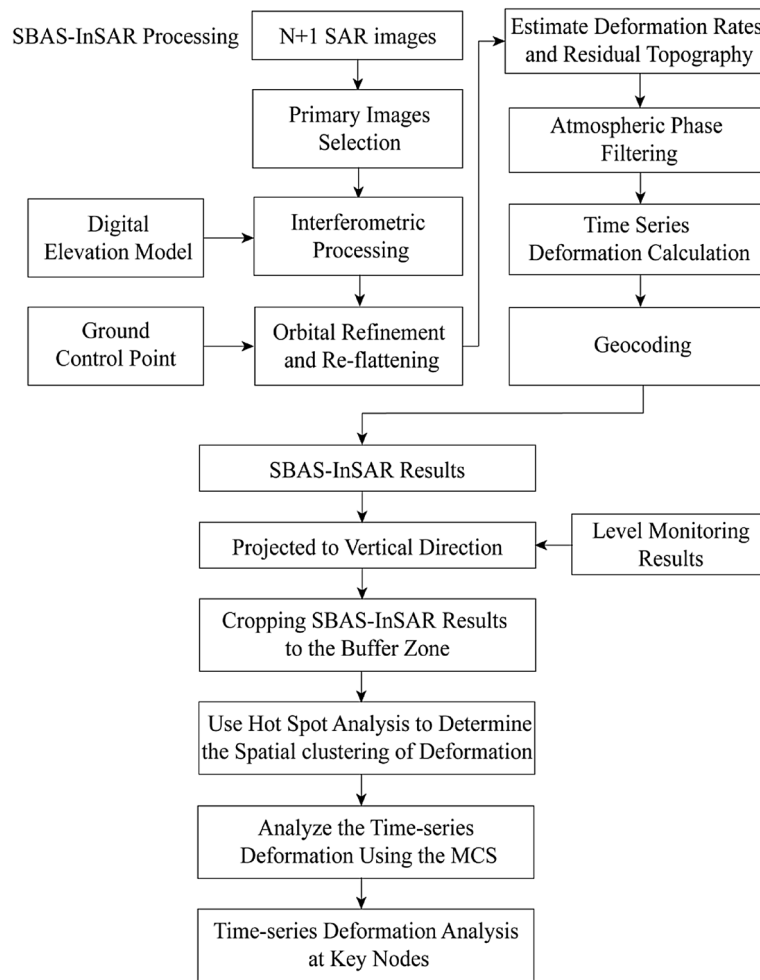 SBAS-InSAR Processing
N+1 SAR images
Primary Images
Selection
Digital
Elevation Model
Interferometric
Processing
Ground
Control Point
Orbital Refinement
and Re-flattening
Estimate Deformation Rates
and Residual Topography
Atmospheric Phase
Filtering
Time Series
Deformation Calculation
Geocoding
SBAS-InSAR Results
Projected to Vertical Direction
Level Monitoring
Results
Cropping SBAS-InSAR Results
to the Buffer Zone
Use Hot Spot Analysis to Determine
the Spatial clustering of Deformation
Analyze the Time-series
Deformation Using the MCS
Time-series Deformation Analysis
at Key Nodes